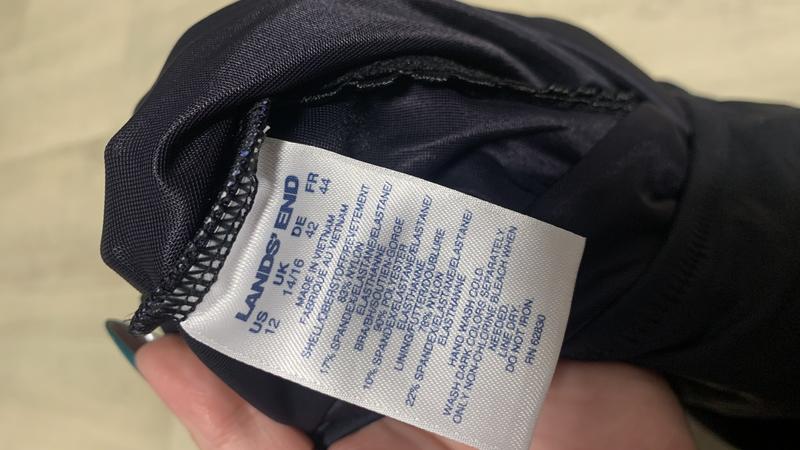 LANDS' END
US UK DE FR
12 14/16 42 44
MADE IN VIETNAM
FABRIQUÉ AU VIETNAM
SHELL/OBERSTOFF/REVÊTEMENT
83% NYLON
17% SPANDEX/ELASTANE/ELASTANE/
ELASTHANNE
BRA/BH/SOUTIEN-GORGE
90% POLYESTER
10% SPANDEX/ELASTANE/ELASTANE/
ELASTHANNE
LINING/FUTTER/DOUBLURE
78% NYLON
22% SPANDEX/ELASTANE/ELASTANE/
ELASTHANNE
HAND WASH COLD
WASH DARK COLORS SEPARATELY
ONLY NON-CHLORINE BLEACH WHEN
NEEDED
LINE DRY
DO NOT IRON
RN 62830